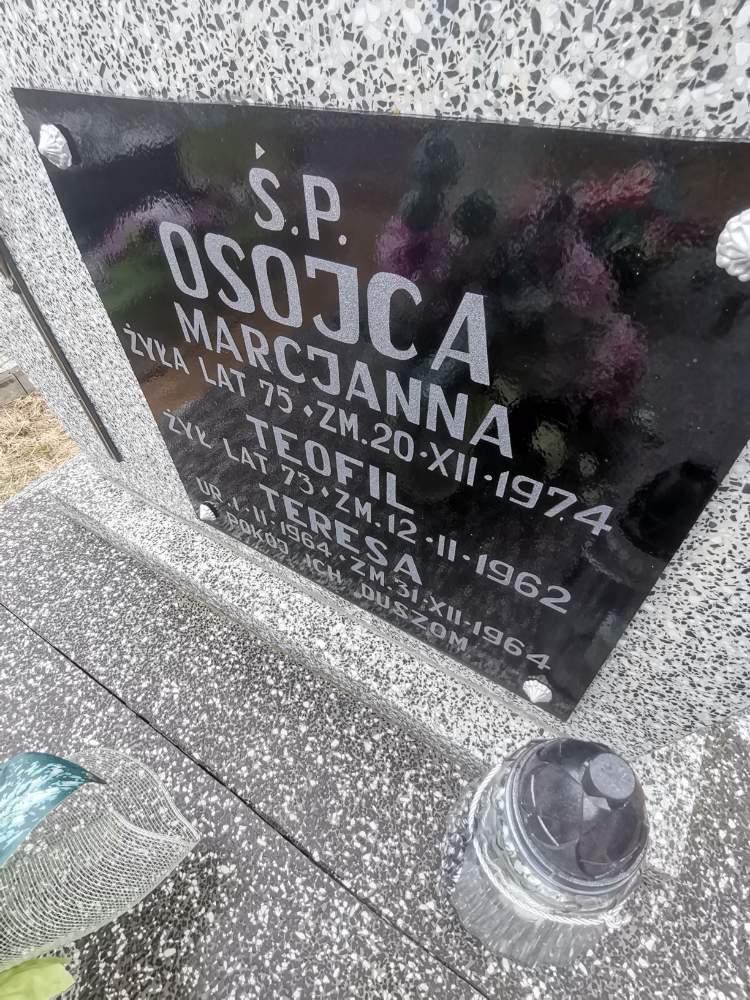 Ś.P.
OSOJCA
MARCJANNA
ŻYŁA LAT 75 • ZM. 20 • XII • 1974
TEOFIL
ŻYŁ LAT 73 • ZM. 12 • II • 1962
TERESA
UR. 1. II. 1964. ZM. 31. XII. 1964
POKÓJ ICH DUSZOM